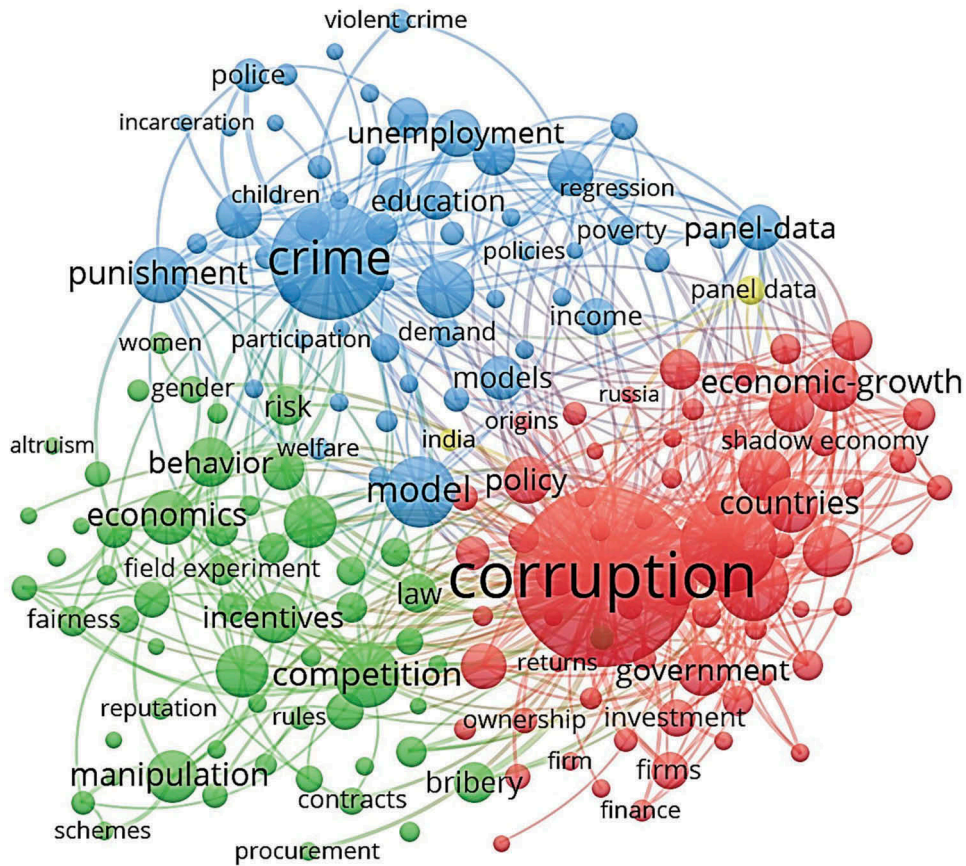 violent crime
police
incarceration
unemployment
children
education
regression
crime
policies
poverty
panel-data
punishment
panel data
women
participation
demand
income
gender
models
russia
economic-growth
risk
origins
altruism
behavior
welfare
india
shadow economy
model
policy
economics
countries
field experiment
corruption
fairness
incentives
law
competition
returns
government
reputation
rules
ownership
investment
manipulation
bribery
firm
firms
contracts
finance
schemes
procurement